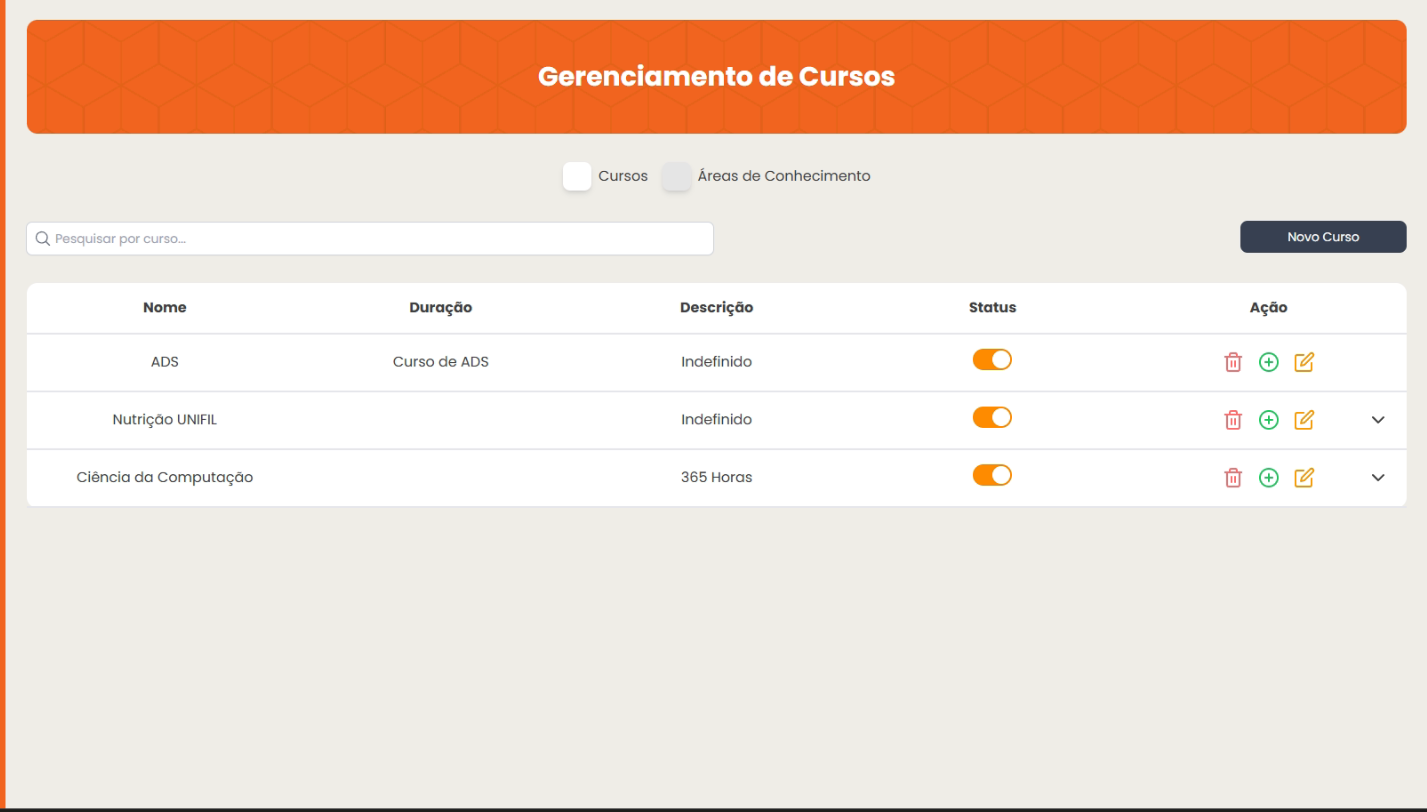 Gerenciamento de Cursos
Cursos Áreas de Conhecimento
Pesquisar por curso...
Novo Curso
Nome Duração Descrição Status Ação
ADS Curso de ADS Indefinido
Nutrição UNIFIL Indefinido
Ciência da Computação 365 Horas